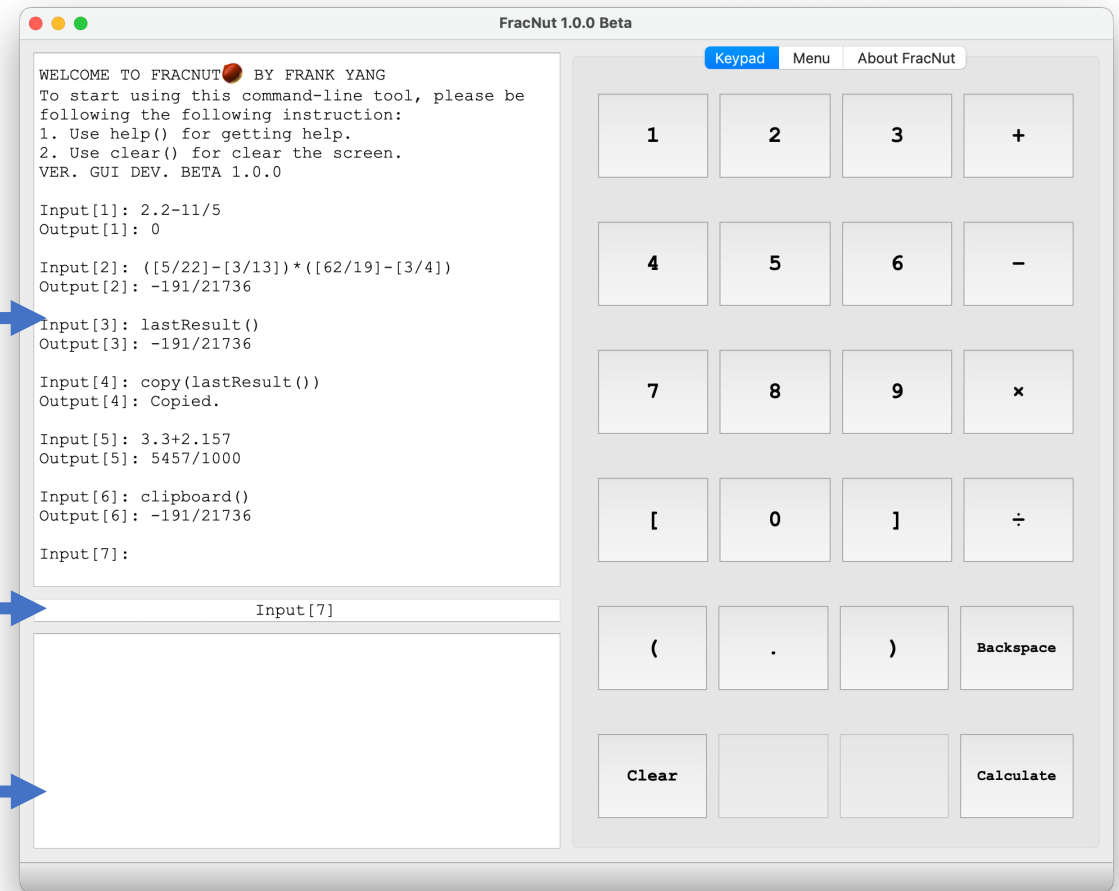 FracNut 1.0.0 Beta
WELCOME TO FRACNUT BY FRANK YANG
To start using this command-line tool, please be
following the following instruction:
1. Use help() for getting help.
2. Use clear() for clear the screen.
VER. GUI DEV. BETA 1.0.0
Input[1]: 2.2-11/5
Output[1]: 0
Input[2]: ([5/22]-[3/13])*([62/19]-[3/4])
Output[2]: -191/21736
Input[3]: lastResult()
Output[3]: -191/21736
Input[4]: copy(lastResult())
Output[4]: Copied.
Input[5]: 3.3+2.157
Output[5]: 5457/1000
Input[6]: clipboard()
Output[6]: -191/21736
Input[7]:
Input[7]
Keypad Menu About FracNut
1 2 3 +
4 5 6 −
7 8 9 ×
[ 0 ] ÷
( . ) Backspace
Clear Calculate